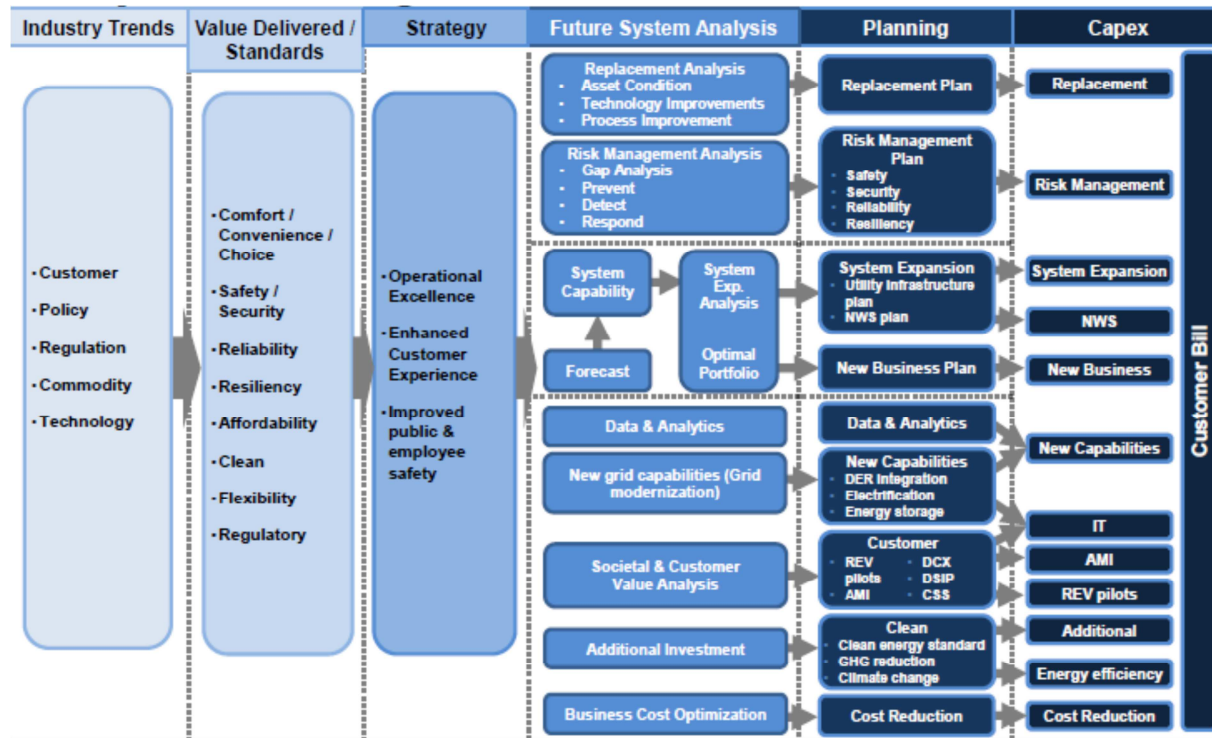 Industry Trends
Value Delivered /
Standards
Strategy
Future System Analysis
Planning
Capex
• Customer
• Policy
• Regulation
• Commodity
• Technology
• Comfort /
Convenience /
Choice
• Safety /
Security
• Reliability
• Resiliency
• Affordability
• Clean
• Flexibility
• Regulatory
• Operational
Excellence
• Enhanced
Customer
Experience
• Improved
public &
employee
safety
Replacement Analysis
• Asset Condition
• Technology Improvements
• Process Improvement
Risk Management Analysis
• Gap Analysis
• Prevent
• Detect
• Respond
System
Capability
Forecast
System
Exp.
Analysis
Optimal
Portfolio
Data & Analytics
New grid capabilities (Grid
modernization)
Societal & Customer
Value Analysis
Additional Investment
Business Cost Optimization
Replacement Plan
Risk Management
Plan
• Safety
• Security
• Reliability
• Resiliency
System Expansion
• Utility Infrastructure
plan
• NWS plan
New Business Plan
Data & Analytics
New Capabilities
• DER Integration
• Electrification
• Energy storage
Customer
• REV
pilots
• AMI
• DCX
• DSIP
• CSS
Clean
• Clean energy standard
• GHG reduction
• Climate change
Cost Reduction
Replacement
Risk Management
System Expansion
NWS
New Business
New Capabilities
IT
AMI
REV pilots
Additional
Energy efficiency
Cost Reduction
Customer Bill